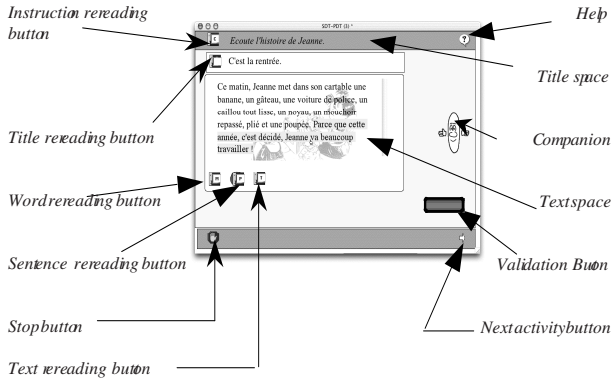 Instruction rereading
button
Help
SDT-PDT (3) *
C
Ecoute l'histoire de Jeanne.
?
Title space
C'est la rentrée.
Ce matin, Jeanne met dans son cartable une
banane, un gâteau, une voiture de police, un
caillou tout lisse, un noyau, un mouchoir
repassé, plié et une poupée. Parce que cette
année, c'est décidé, Jeanne va beaucoup
travailler !
Title rereading button
Companion
M
P
T
Word rereading button
Text space
Sentence rereading button
Validation Button
Stop button
Next activity button
Text rereading button